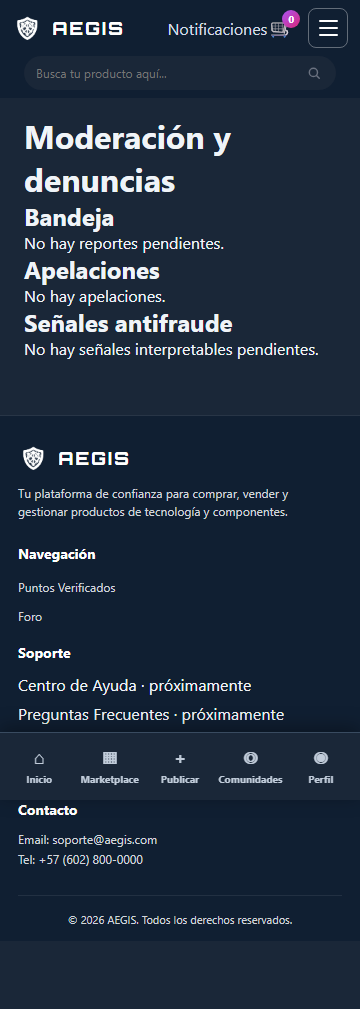 AEGIS
Notificaciones
0
Busca tu producto aquí...
Moderación y
denuncias
Bandeja
No hay reportes pendientes.
Apelaciones
No hay apelaciones.
Señales antifraude
No hay señales interpretables pendientes.
AEGIS
Tu plataforma de confianza para comprar, vender y
gestionar productos de tecnología y componentes.
Navegación
Puntos Verificados
Foro
Soporte
Centro de Ayuda · próximamente
Preguntas Frecuentes · próximamente
Inicio
Marketplace
Publicar
Comunidades
Perfil
Contacto
Email: soporte@aegis.com
Tel: +57 (602) 800-0000
© 2026 AEGIS. Todos los derechos reservados.